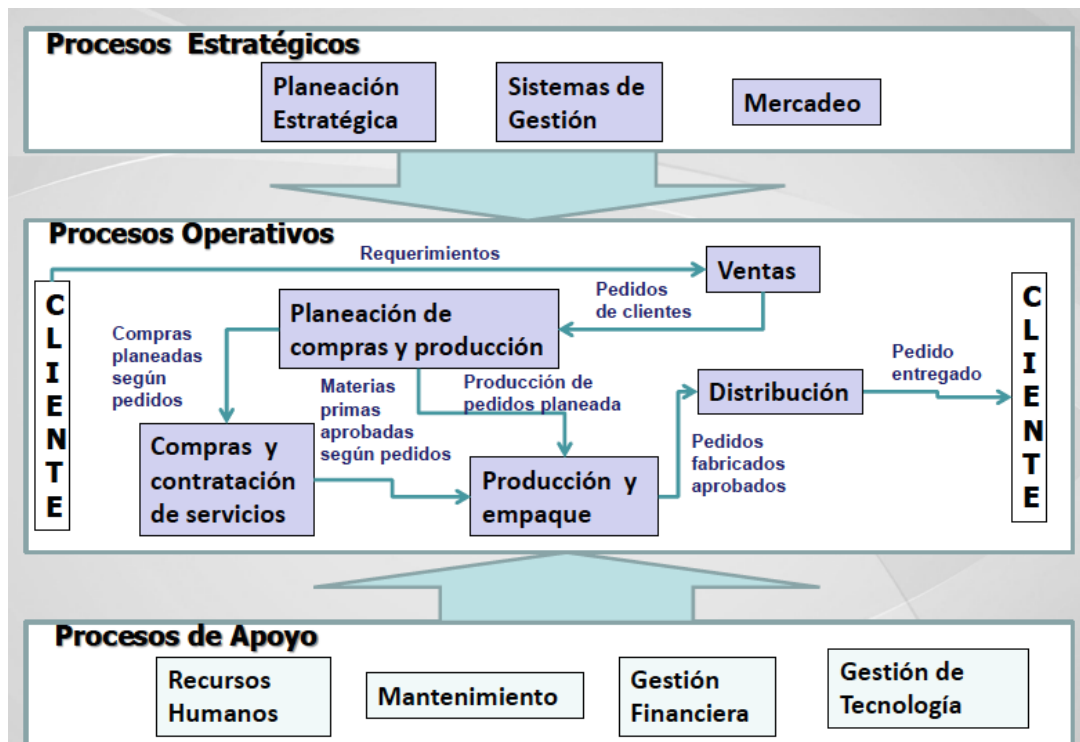 Procesos Estratégicos
Planeación
Estratégica
Sistemas de
Gestión
Mercadeo
Procesos Operativos
Requerimientos
Ventas
CLIENTE
Pedidos
de clientes
Planeación de
compras y producción
Compras
planeadas
según
pedidos
Materias
primas
aprobadas
según pedidos
Producción de
pedidos planeada
Distribución
Pedido
entregado
CLIENTE
Compras y
contratación
de servicios
Producción y
empaque
Pedidos
fabricados
aprobados
Procesos de Apoyo
Recursos
Humanos
Mantenimiento
Gestión
Financiera
Gestión de
Tecnología